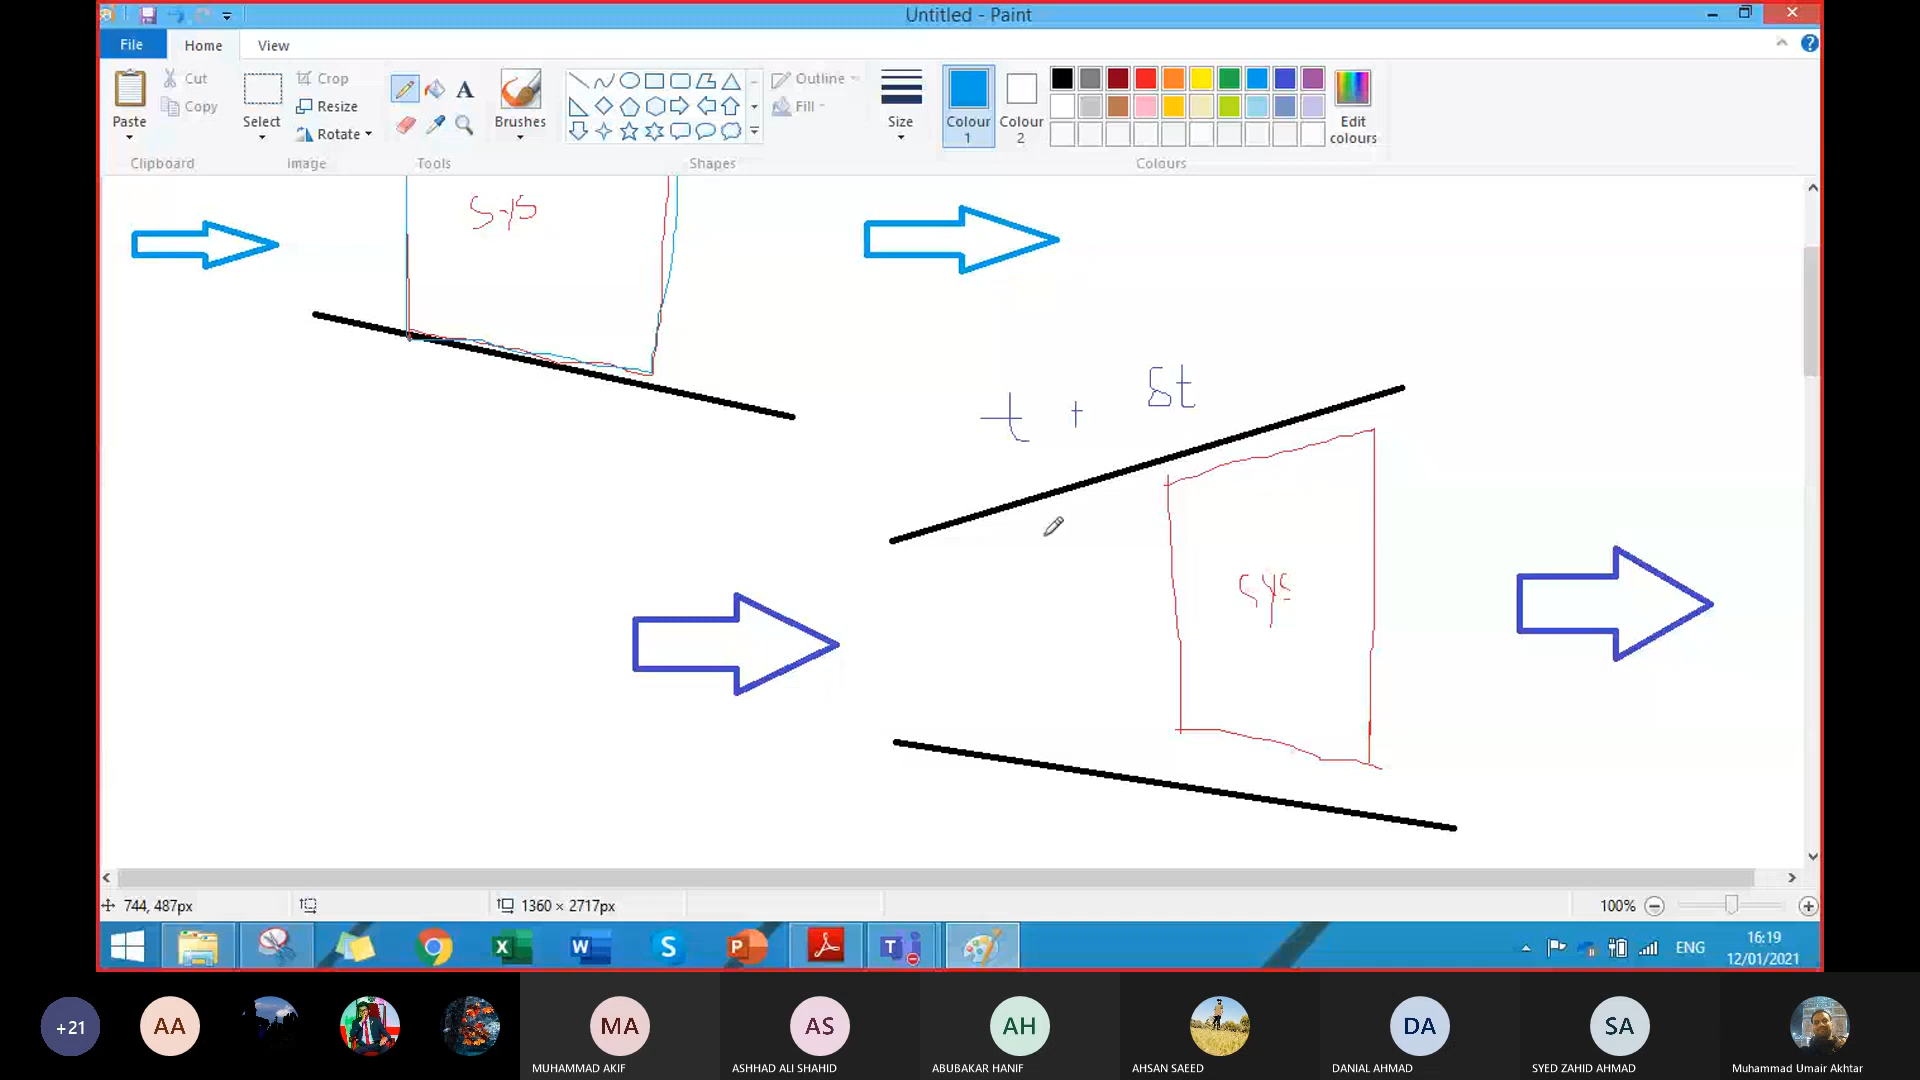 Untitled - Paint
File Home View
Paste
Cut
Copy
Clipboard
Select
Crop
Resize
Rotate
Image
A
Tools
Brushes
Shapes
Outline
Fill
Size
Colour 1
Colour 2
Edit colours
Colours
sys
t + δt
sys
744, 487px
1360 × 2717px
100%
ENG
16:19
12/01/2021
+21
AA
MA
AS
AH
DA
SA
MUHAMMAD AKIF
ASHHAD ALI SHAHID
ABUBAKAR HANIF
AHSAN SAEED
DANIAL AHMAD
SYED ZAHID AHMAD
Muhammad Umair Akhtar